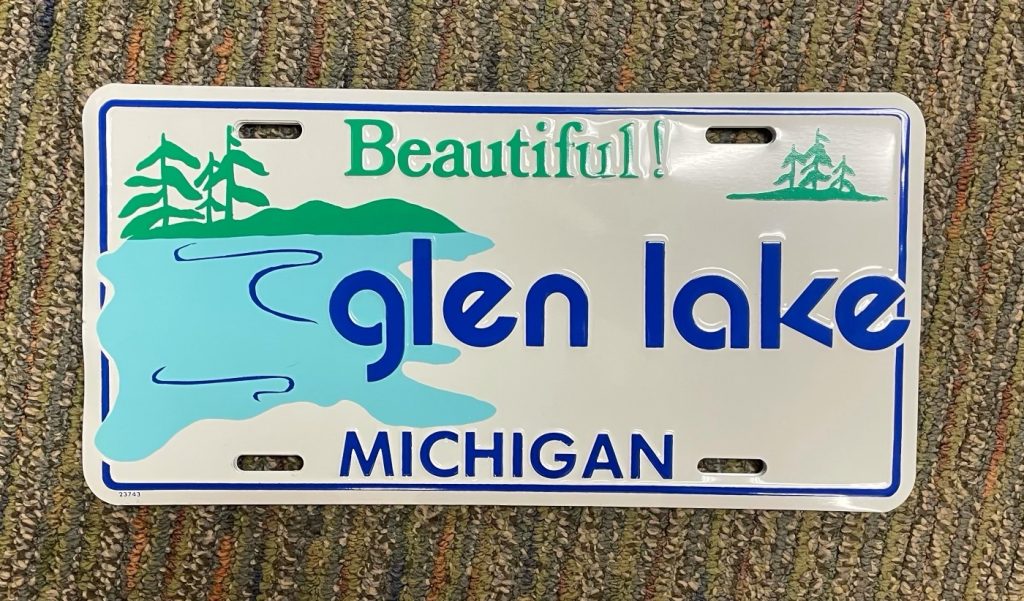 Beautiful!
glen lake
MICHIGAN
23743